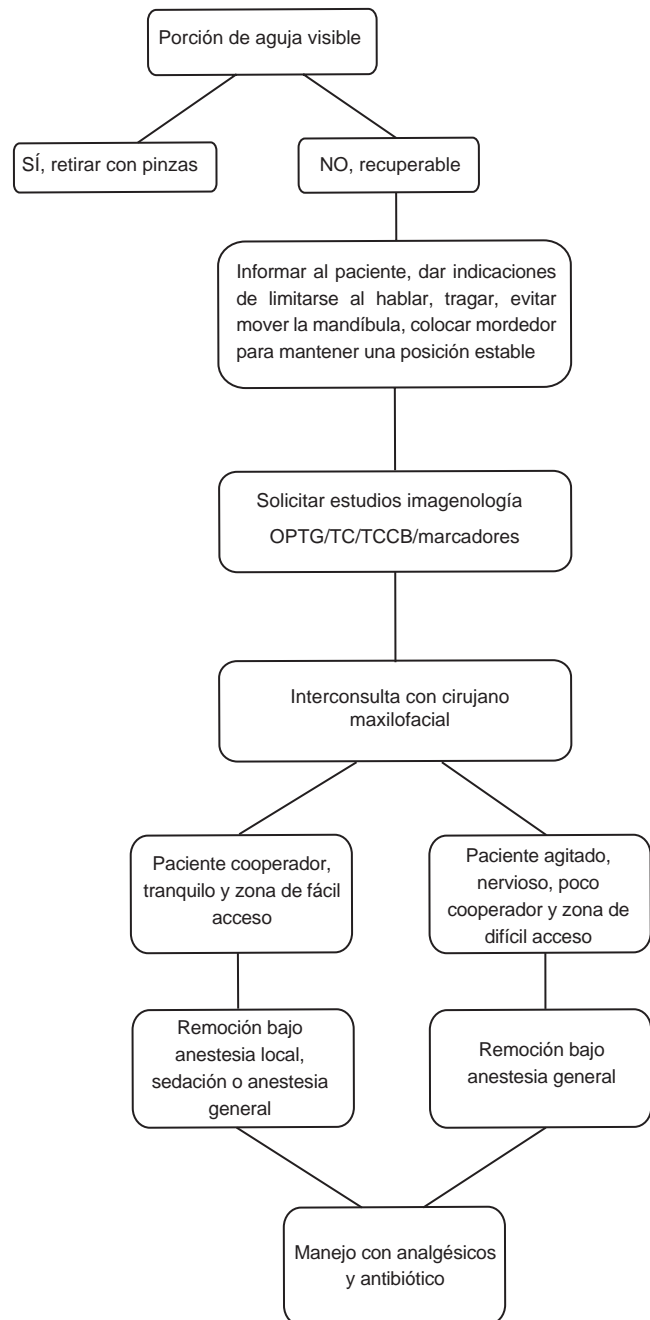 Porción de aguja visible
SÍ, retirar con pinzas
NO, recuperable
Informar al paciente, dar indicaciones
de limitarse al hablar, tragar, evitar
mover la mandíbula, colocar mordedor
para mantener una posición estable
Solicitar estudios imagenología
OPTG/TC/TCCB/marcadores
Interconsulta con cirujano
maxilofacial
Paciente cooperador,
tranquilo y zona de fácil
acceso
Paciente agitado,
nervioso, poco
cooperador y zona de
difícil acceso
Remoción bajo
anestesia local,
sedación o anestesia
general
Remoción bajo
anestesia general
Manejo con analgésicos
y antibiótico